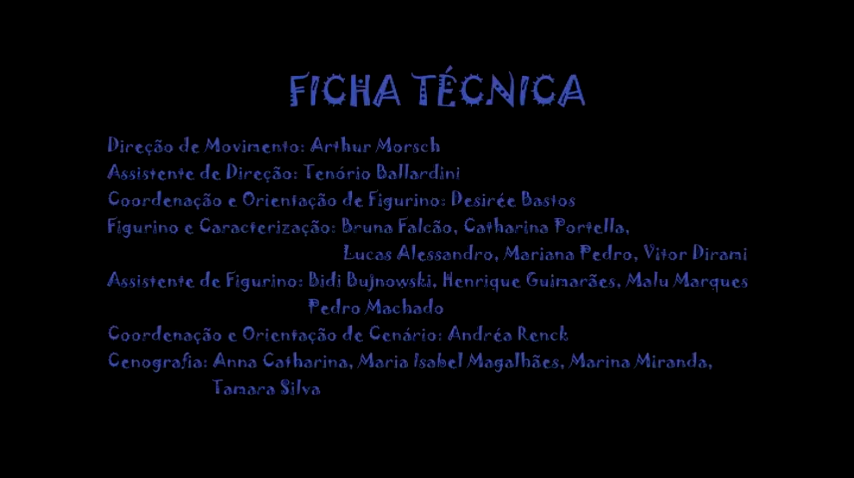 FICHA TÉCNICA
Direção de Movimento: Arthur Morsch
Assistente de Direção: Tenório Ballardini
Coordenação e Orientação de Figurino: Desirée Bastos
Figurino e Caracterização: Bruna Falcão, Catharina Portella,
Lucas Alessandro, Mariana Pedro, Vitor Dirami
Assistente de Figurino: Bidi Bujnowski, Henrique Guimarães, Malu Marques
Pedro Machado
Coordenação e Orientação de Cenário: Andréa Renck
Cenografia: Anna Catharina, Maria Isabel Magalhães, Marina Miranda,
Tamara Silva